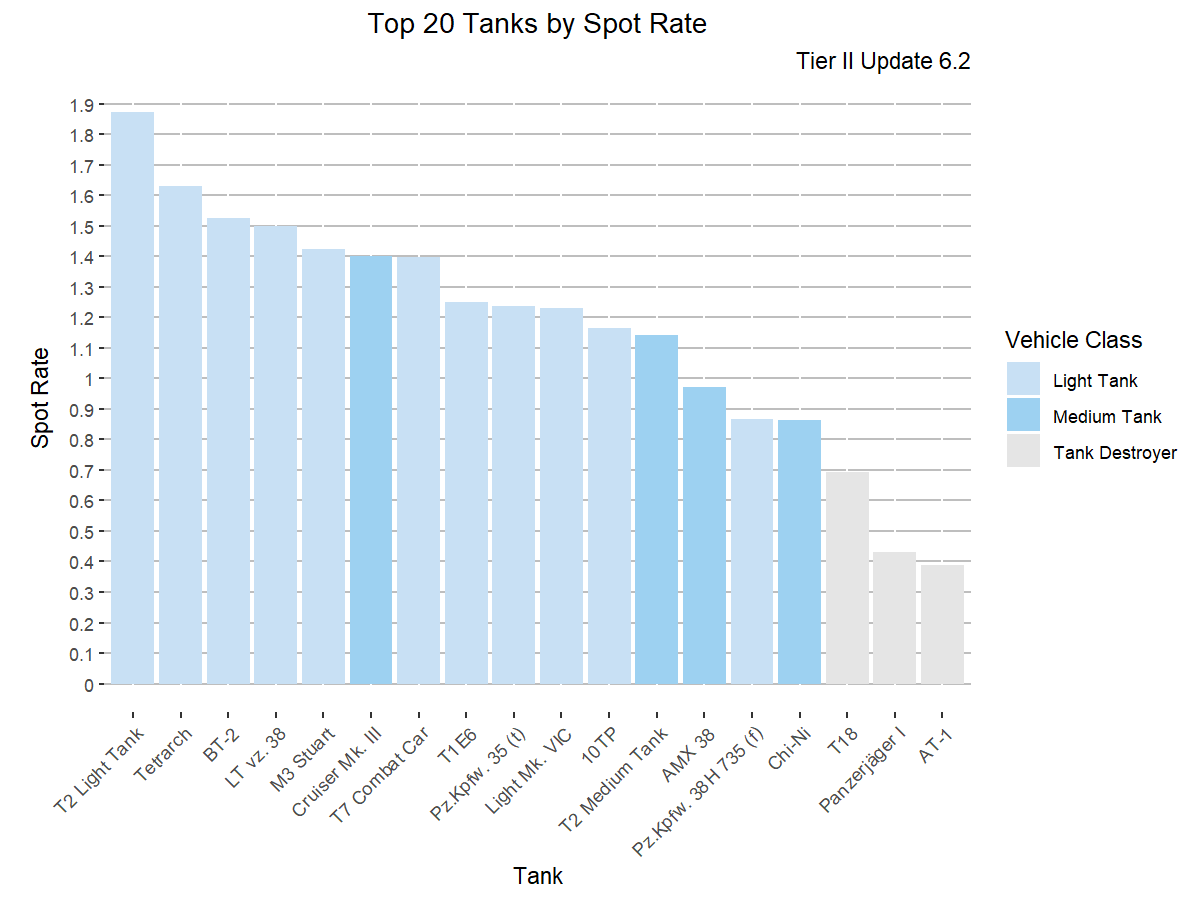 Top 20 Tanks by Spot Rate
Tier II Update 6.2
1.9
1.8
1.7
1.6
1.5
1.4
1.3
1.2
1.1
1
0.9
0.8
0.7
0.6
0.5
0.4
0.3
0.2
0.1
0
Spot Rate
T2 Light Tank
Tetrarch
BT-2
LT vz. 38
M3 Stuart
Cruiser Mk. III
T7 Combat Car
T1E6
Pz.Kpfw. 35 (t)
Light Mk. VIC
10TP
T2 Medium Tank
AMX 38
Pz.Kpfw. 38H 735 (f)
Chi-Ni
T18
Panzerjäger I
AT-1
Tank
Vehicle Class
Light Tank
Medium Tank
Tank Destroyer